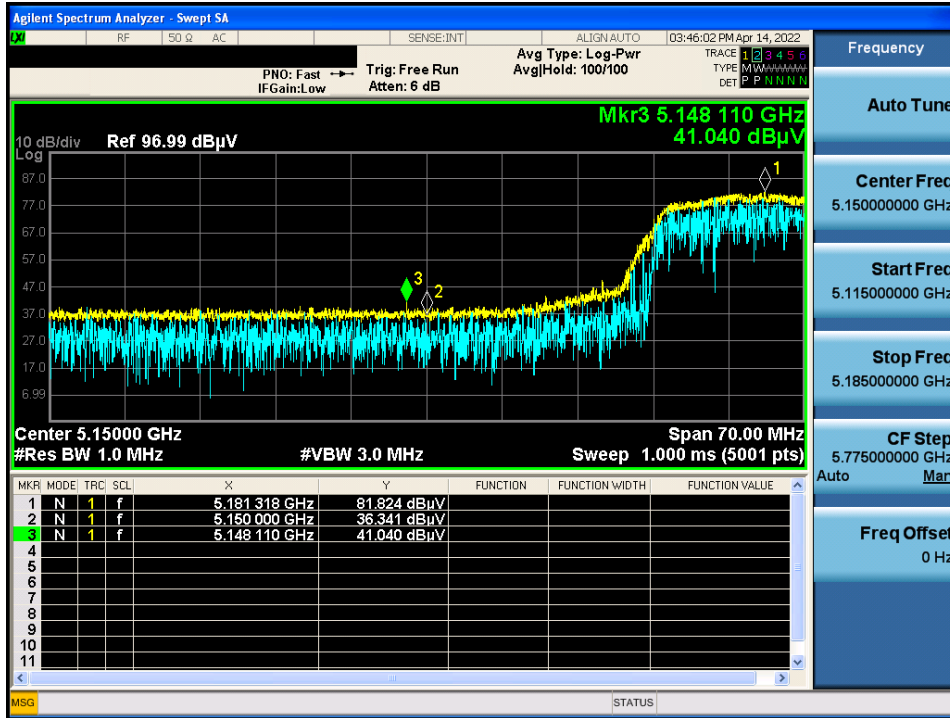 Agilent Spectrum Analyzer - Swept SA
LXI RF 50 Ω AC SENSE:INT ALIGN AUTO 03:46:02 PM Apr 14, 2022
PNO: Fast Trig: Free Run Avg Type: Log-Pwr TRACE 1 2 3 4 5 6
IFGain:Low Atten: 6 dB Avg|Hold: 100/100 TYPE M W W W W W
DET P P N N N N
Mkr3 5.148 110 GHz
41.040 dBµV
10 dB/div Ref 96.99 dBµV
Log
87.0
77.0
67.0
57.0
47.0
37.0
27.0
17.0
6.99
1
3
2
Center 5.15000 GHz Span 70.00 MHz
#Res BW 1.0 MHz #VBW 3.0 MHz Sweep 1.000 ms (5001 pts)
MKR MODE TRC SCL X Y FUNCTION FUNCTION WIDTH FUNCTION VALUE
1 N 1 f 5.181 318 GHz 81.824 dBµV
2 N 1 f 5.150 000 GHz 36.341 dBµV
3 N 1 f 5.148 110 GHz 41.040 dBµV
4
5
6
7
8
9
10
11
MSG STATUS
Frequency
Auto Tune
Center Freq
5.150000000 GHz
Start Freq
5.115000000 GHz
Stop Freq
5.185000000 GHz
CF Step
5.775000000 GHz
Auto Man
Freq Offset
0 Hz